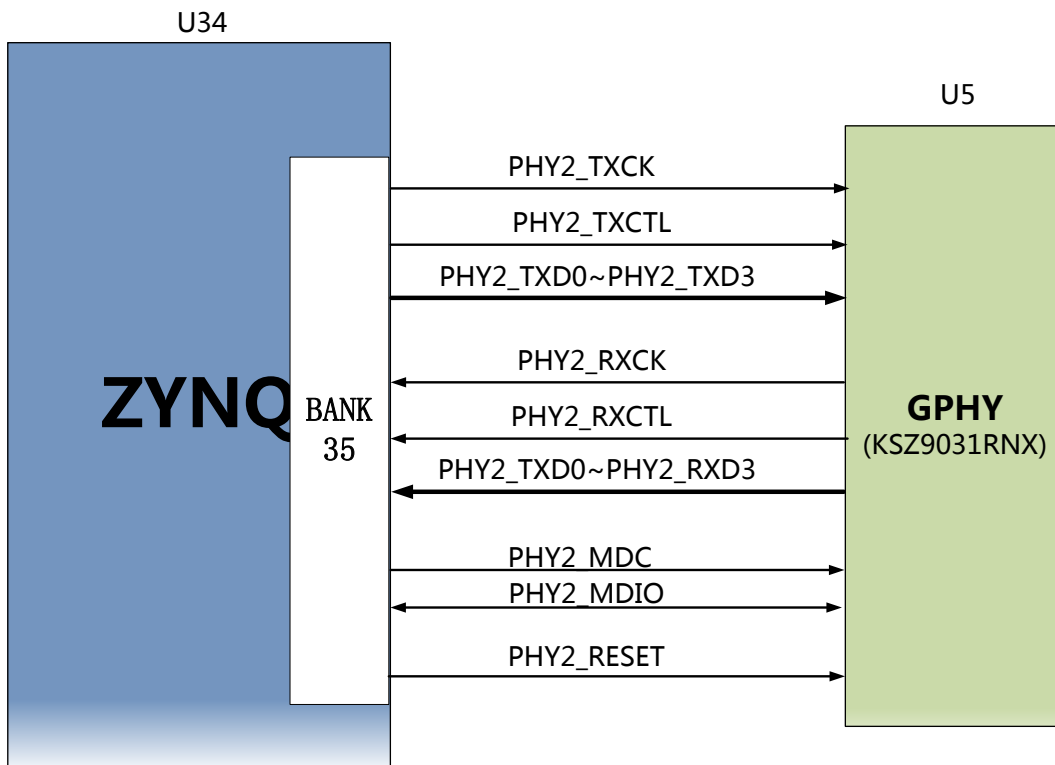 U34
U5
ZYNQ
BANK
35
PHY2_TXCK
PHY2_TXCTL
PHY2_TXD0~PHY2_TXD3
PHY2_RXCK
PHY2_RXCTL
PHY2_TXD0~PHY2_RXD3
PHY2_MDC
PHY2_MDIO
PHY2_RESET
GPHY
(KSZ9031RNX)